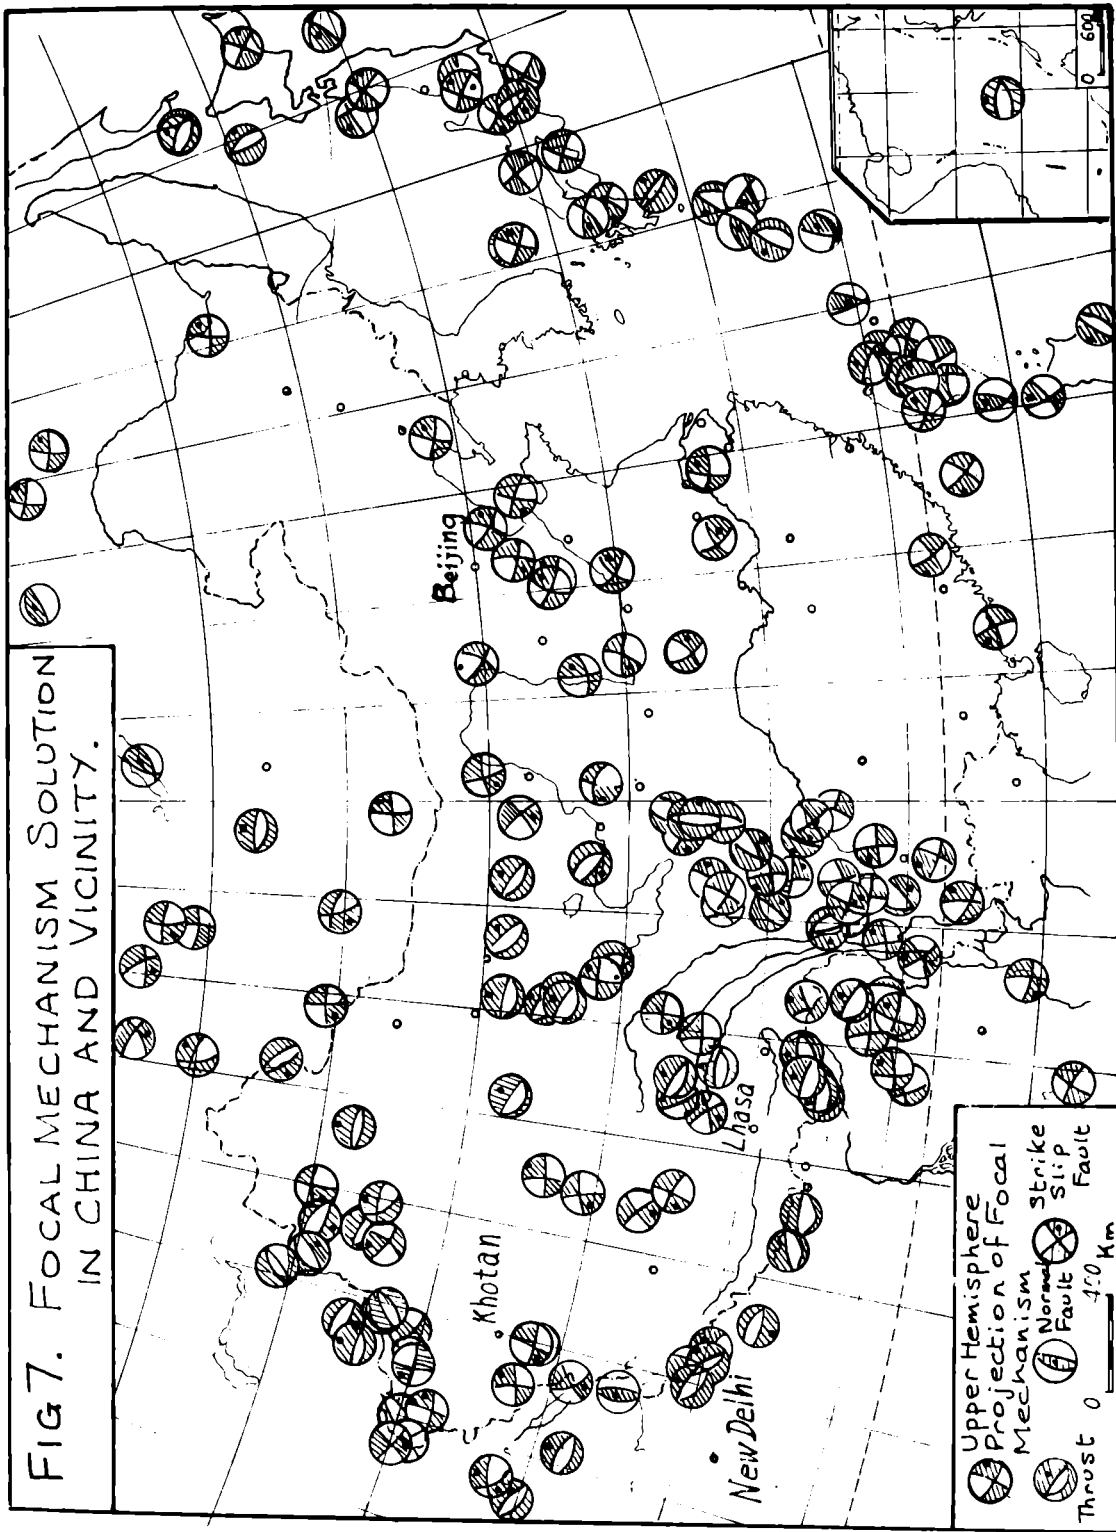 FIG 7. FOCAL MECHANISM SOLUTION
IN CHINA AND VICINITY.
Beijing
Khotan
Lhasa
New Delhi
0 600
Upper Hemisphere
Projection of Focal
Mechanism
Thrust
Normal
Fault
Strike
Slip
Fault
0 400
Km